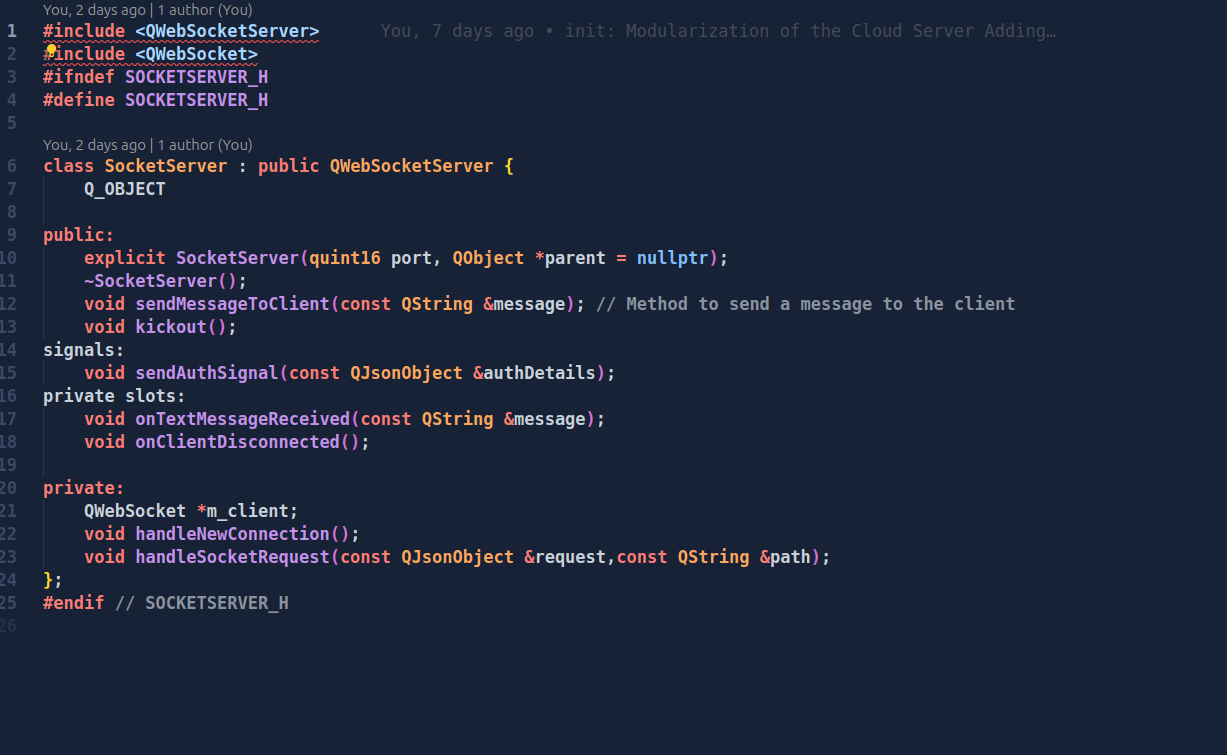 You, 2 days ago | 1 author (You)
1 #include <QWebSocketServer> You, 7 days ago • init: Modularization of the Cloud Server Adding…
2 #include <QWebSocket>
3 #ifndef SOCKETSERVER_H
4 #define SOCKETSERVER_H
5
You, 2 days ago | 1 author (You)
6 class SocketServer : public QWebSocketServer {
7 Q_OBJECT
8
9 public:
10 explicit SocketServer(quint16 port, QObject *parent = nullptr);
11 ~SocketServer();
12 void sendMessageToClient(const QString &message); // Method to send a message to the client
13 void kickout();
14 signals:
15 void sendAuthSignal(const QJsonObject &authDetails);
16 private slots:
17 void onTextMessageReceived(const QString &message);
18 void onClientDisconnected();
19
20 private:
21 QWebSocket *m_client;
22 void handleNewConnection();
23 void handleSocketRequest(const QJsonObject &request,const QString &path);
24 };
25 #endif // SOCKETSERVER_H
26